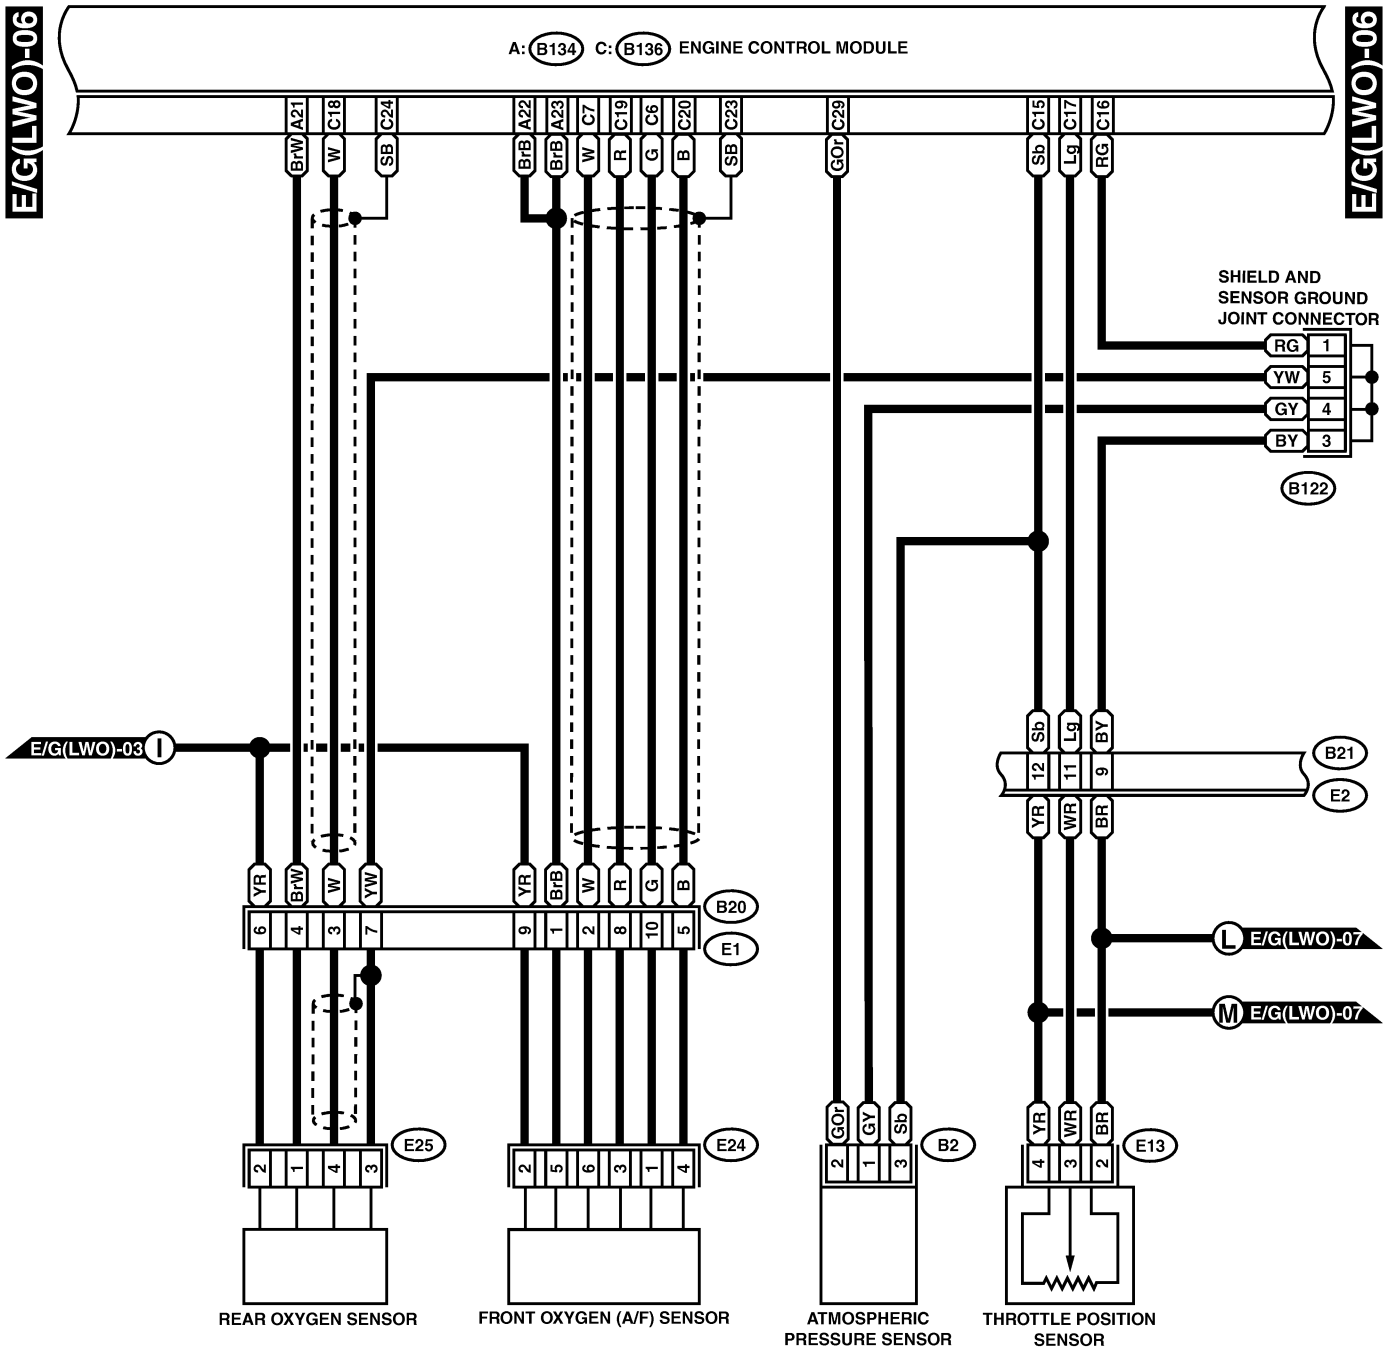 E/G(LWO)-06
A: B134 C: B136 ENGINE CONTROL MODULE
E/G(LWO)-06
A21 C18 C24 A22 A23 C7 C19 C6 C20 C23 C29 C15 C17 C16
BrW W SB BrB BrB W R G B SB GOr Sb Lg RG
SHIELD AND
SENSOR GROUND
JOINT CONNECTOR
RG 1
YW 5
GY 4
BY 3
B122
Sb Lg BY
E/G(LWO)-03 I
12 11 9
B21
E2
YR WR BR
YR BrW W YW YR BrB W R G B
B20
6 4 3 7 9 1 2 8 10 5
E1
L E/G(LWO)-07
M E/G(LWO)-07
GOr GY Sb YR WR BR
E25 E24 B2 E13
2 1 4 3 2 5 6 3 1 4 2 1 3 4 3 2
REAR OXYGEN SENSOR
FRONT OXYGEN (A/F) SENSOR
ATMOSPHERIC
PRESSURE SENSOR
THROTTLE POSITION
SENSOR